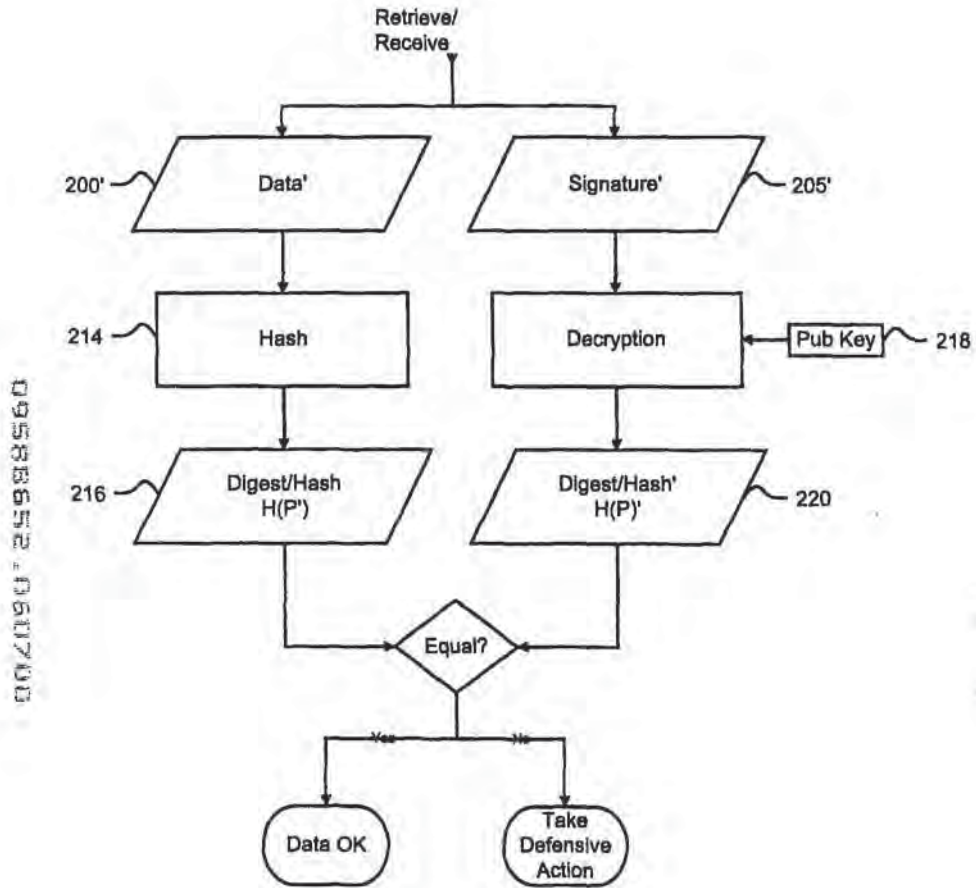 Retrieve/
Receive
200'
Data'
Signature'
205'
214
Hash
Decryption
Pub Key
218
216
Digest/Hash
H(P')
Digest/Hash'
H(P)'
220
Equal?
Yes
No
Data OK
Take
Defensive
Action
09588652.060700